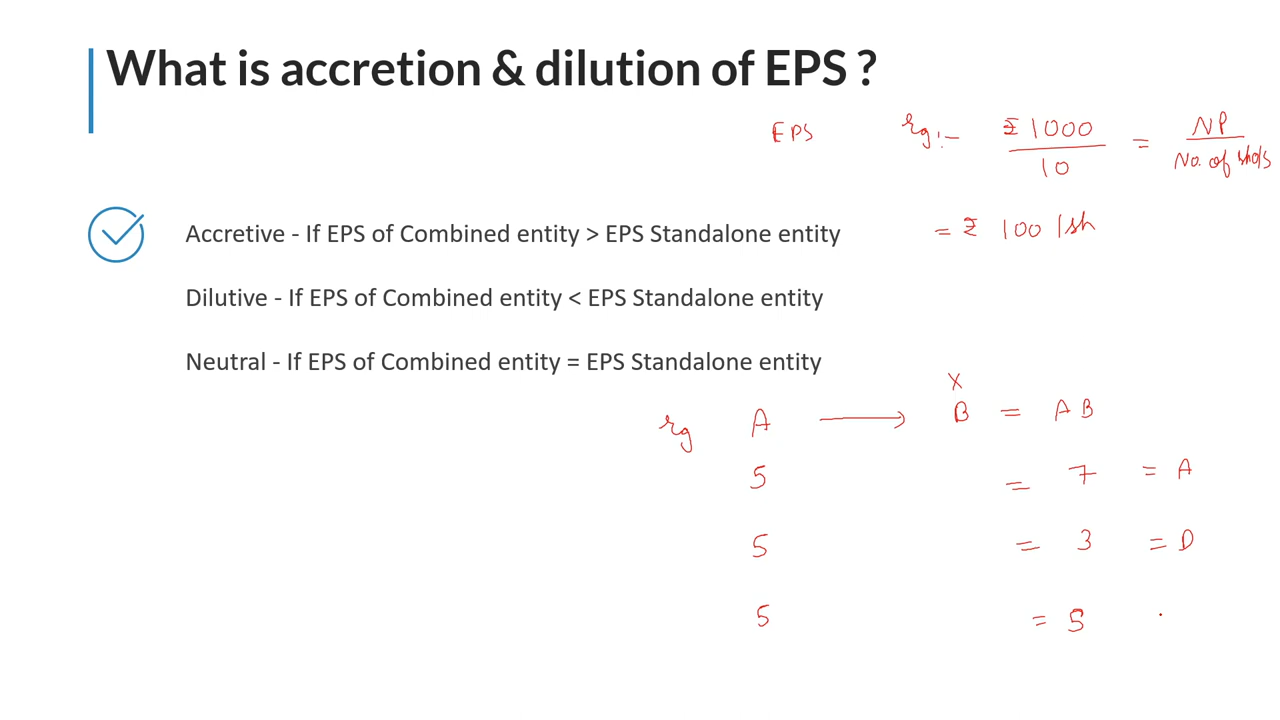 What is accretion & dilution of EPS ?
EPS eg:- ₹ 1000 / 10 = NP / No. of sh's
Accretive - If EPS of Combined entity > EPS Standalone entity
= ₹ 100 / sh
Dilutive - If EPS of Combined entity < EPS Standalone entity
Neutral - If EPS of Combined entity = EPS Standalone entity
X
eg A → B = AB
5 = 7 = A
5 = 3 = D
5 = 5